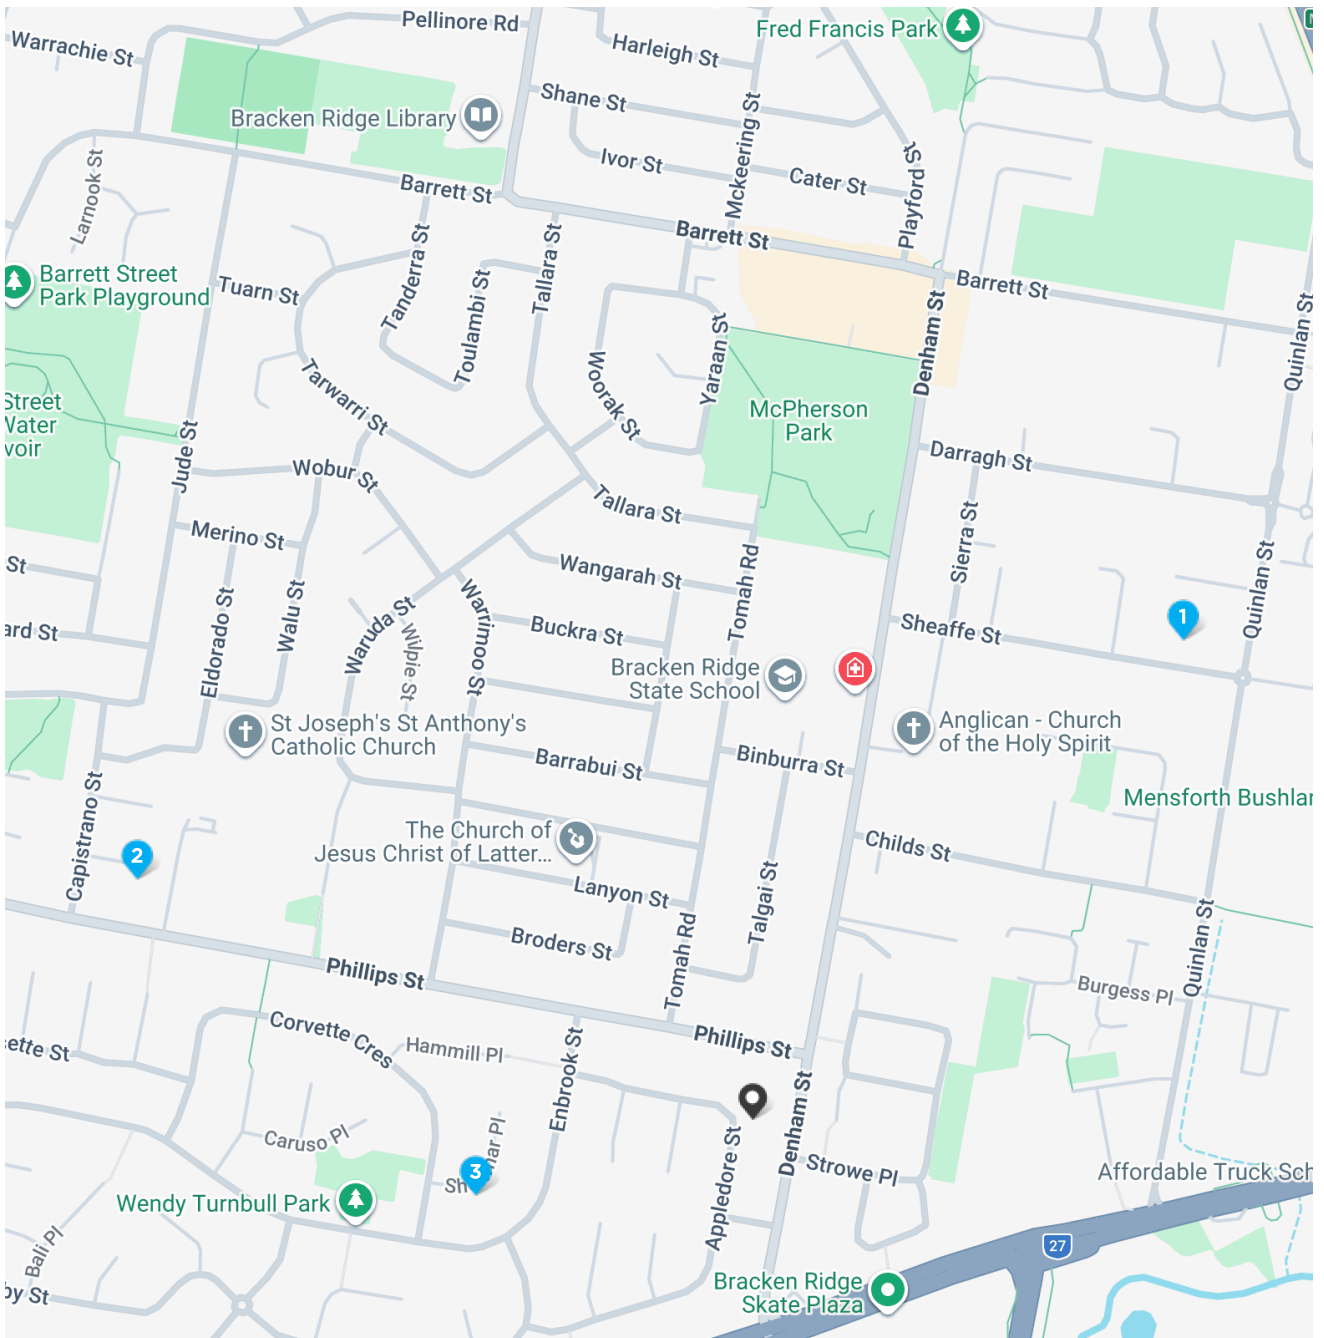 Pellinore Rd
Warrachie St
Harleigh St
Fred Francis Park
Shane St
Mckeering St
Bracken Ridge Library
Ivor St
Cater St
Playford St
Larnook St
Barrett St
Barrett St
Barrett St
Barrett Street
Park Playground
Tuarn St
Tanderra St
Toulambi St
Tallara St
Woorak St
Yaraan St
Denham St
Quinlan St
Tarwarri St
McPherson
Park
Street
Water
voir
Jude St
Wobur St
Darragh St
Tallara St
Merino St
Sierra St
Wangarah St
Tomah Rd
Quinlan St
St
ard St
Eldorado St
Walu St
Waruda St
Wilpie St
Warrimoo St
Buckra St
Sheaffe St
1
Bracken Ridge
State School
St Joseph's St Anthony's
Catholic Church
Anglican - Church
of the Holy Spirit
Barrabui St
Binburra St
Mensforth Bushlan
Capistrano St
2
The Church of
Jesus Christ of Latter...
Childs St
Lanyon St
Talgai St
Broders St
Tomah Rd
Quinlan St
Phillips St
Burgess Pl
Corvette Cres
Phillips St
sette St
Hammill Pl
Enbrook St
Denham St
Caruso Pl
Appledore St
Strowe Pl
3
Affordable Truck Sch
Wendy Turnbull Park
Bali Pl
27
by St
Bracken Ridge
Skate Plaza